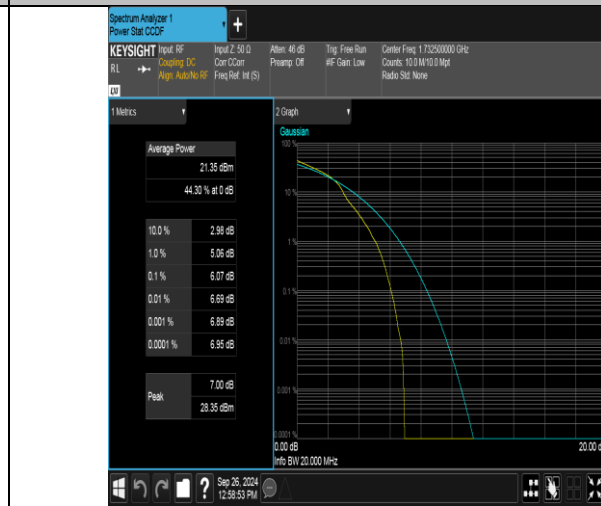 Spectrum Analyzer 1
Power Stat CCDF
+
KEYSIGHT
RL
Input: RF
Coupling: DC
Align: Auto/No RF
Input Z: 50 Ω
Corr CCorr
Freq Ref: Int (S)
Atten: 46 dB
Preamp: Off
Trig: Free Run
#IF Gain: Low
Center Freq: 1.732500000 GHz
Counts: 10.0 M/10.0 Mpt
Radio Std: None
LXI
1 Metrics
Average Power
21.35 dBm
44.30 % at 0 dB
10.0 % 2.98 dB
1.0 % 5.06 dB
0.1 % 6.07 dB
0.01 % 6.69 dB
0.001 % 6.89 dB
0.0001 % 6.95 dB
Peak
7.00 dB
28.35 dBm
2 Graph
Gaussian
100 %
10 %
1 %
0.1 %
0.01 %
0.001 %
0.0001 %
0.00 dB
20.00 d
Info BW 20.000 MHz
?
Sep 26, 2024
12:58:53 PM